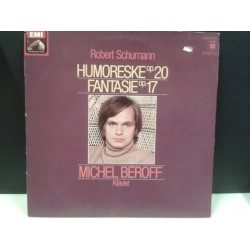 EMI
Robert Schumann
HUMORESKE op 20
FANTASIE op 17
MICHEL BEROFF
Klavier